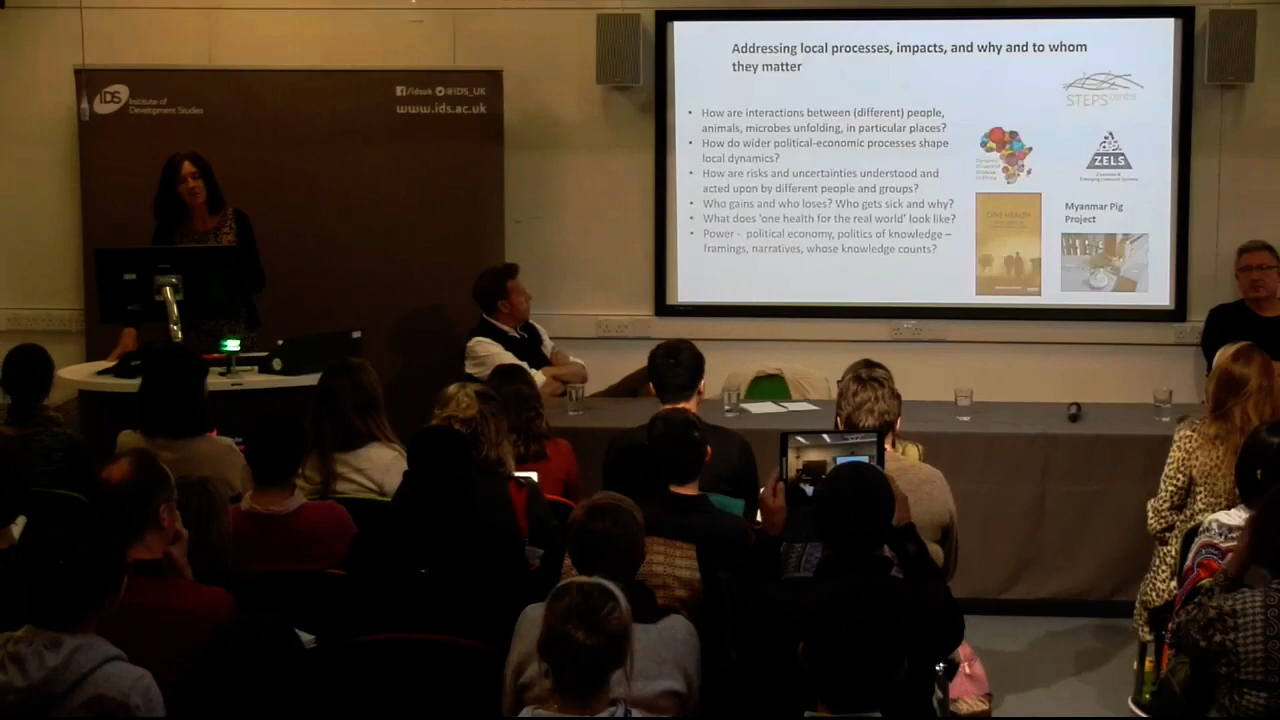 IDS
Institute of
Development Studies
/idsuk @IDS_UK
www.ids.ac.uk
Addressing local processes, impacts, and why and to whom
they matter
• How are interactions between (different) people,
animals, microbes unfolding, in particular places?
• How do wider political-economic processes shape
local dynamics?
• How are risks and uncertainties understood and
acted upon by different people and groups?
• Who gains and who loses? Who gets sick and why?
• What does 'one health for the real world' look like?
• Power - political economy, politics of knowledge –
framings, narratives, whose knowledge counts?
STEPS centre
ZELS
Myanmar Pig
Project
ONE HEALTH